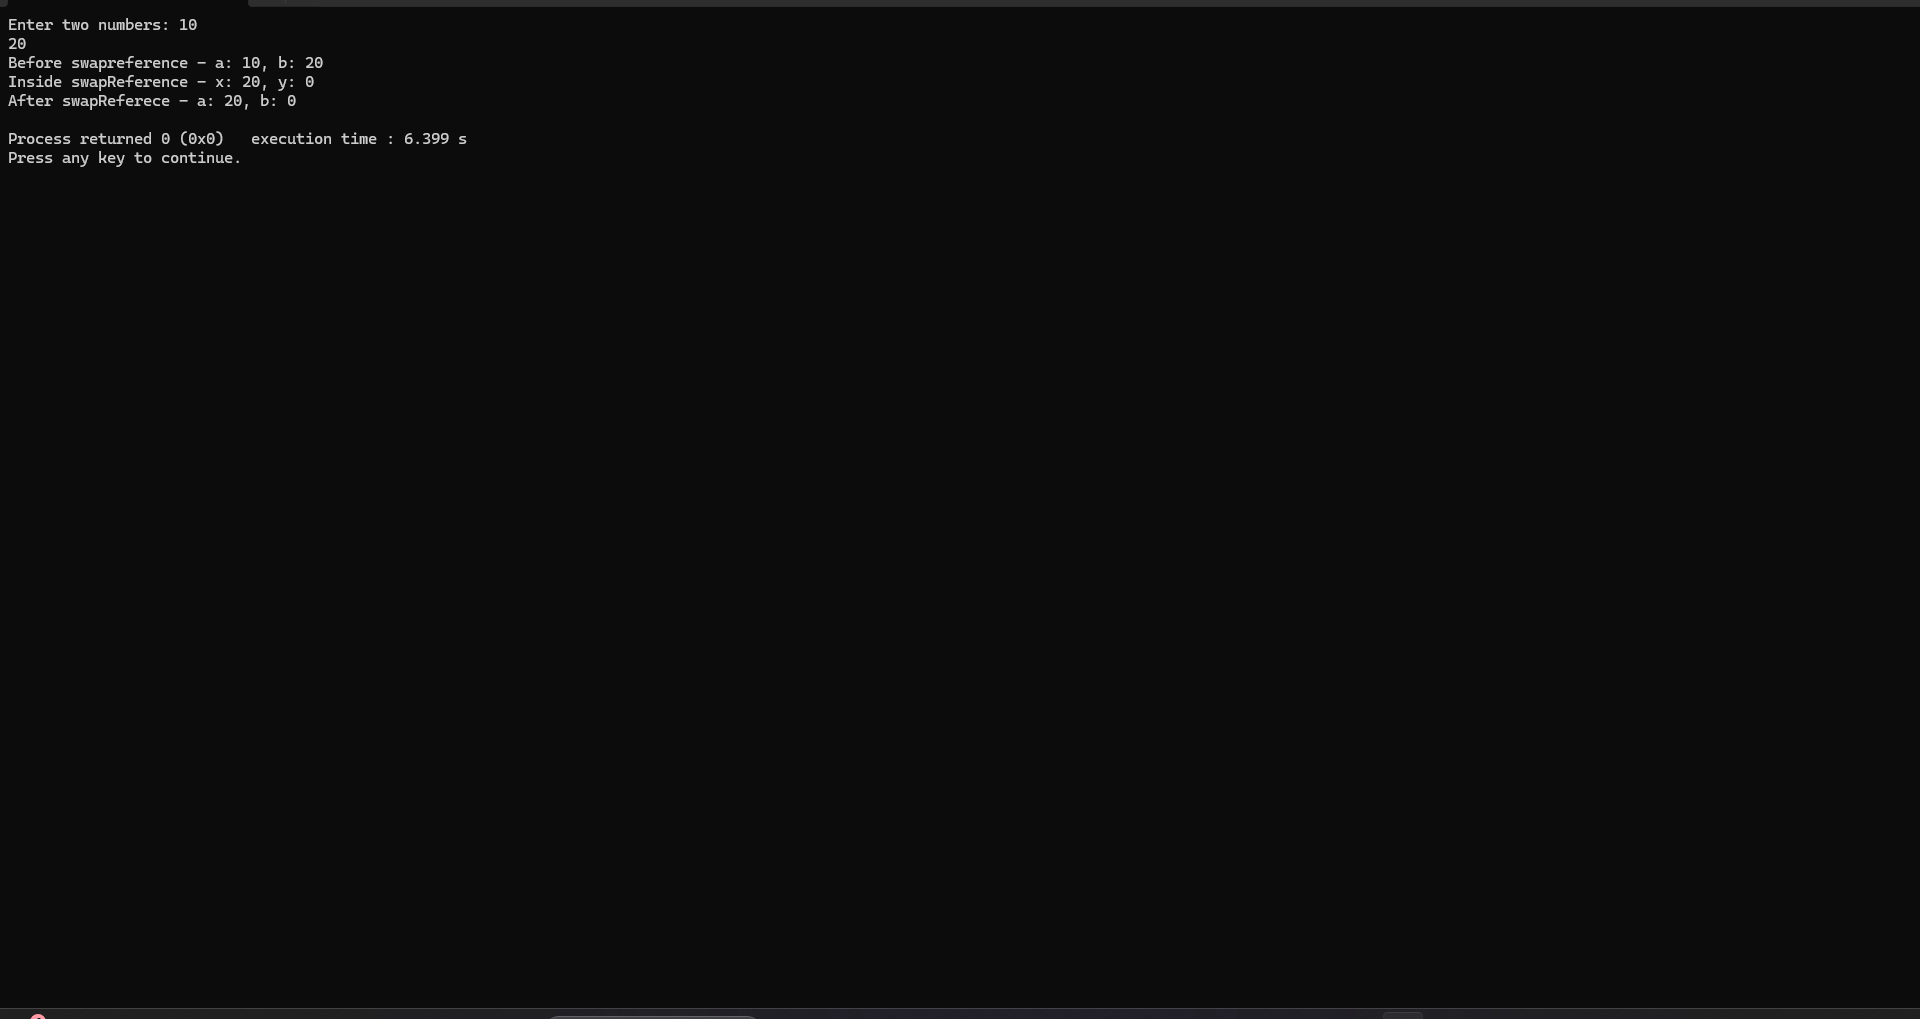 Enter two numbers: 10
20
Before swapreference - a: 10, b: 20
Inside swapReference - x: 20, y: 0
After swapReferece - a: 20, b: 0
Process returned 0 (0x0)   execution time : 6.399 s
Press any key to continue.